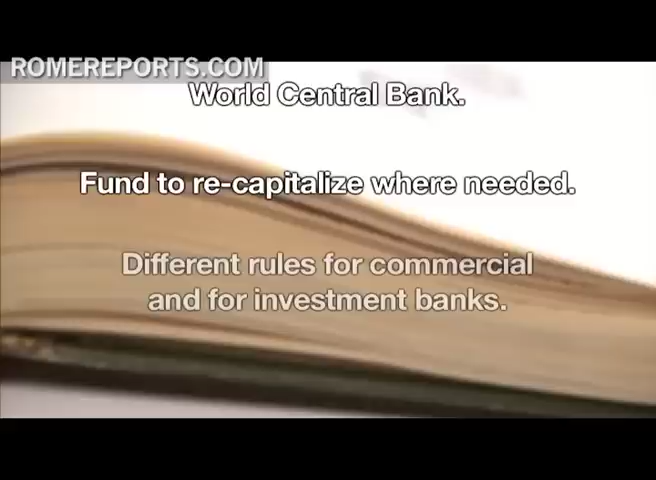 ROMEREPORTS.COM
World Central Bank.
Fund to re-capitalize where needed.
Different rules for commercial
and for investment banks.